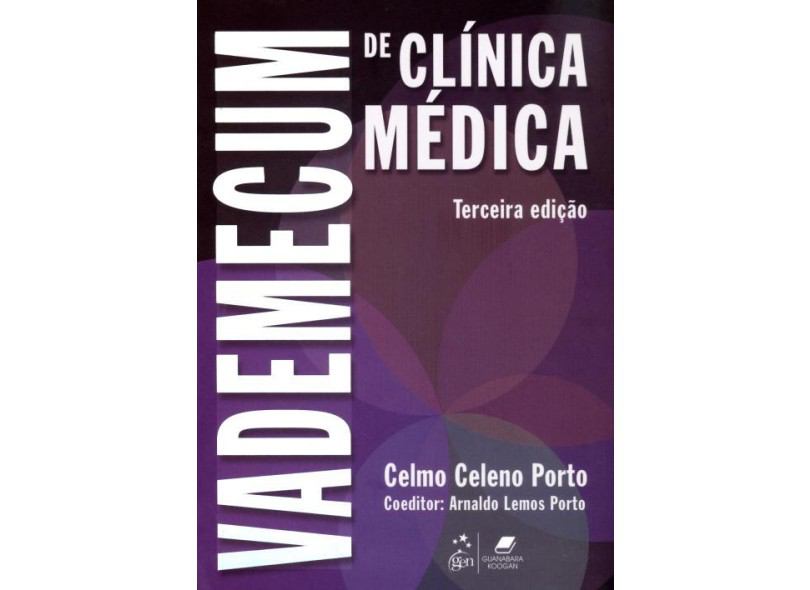 VADEMECUM
DE CLÍNICA
MÉDICA
Terceira edição
Celmo Celeno Porto
Coeditor: Arnaldo Lemos Porto
gen
GUANABARA
KOOGAN